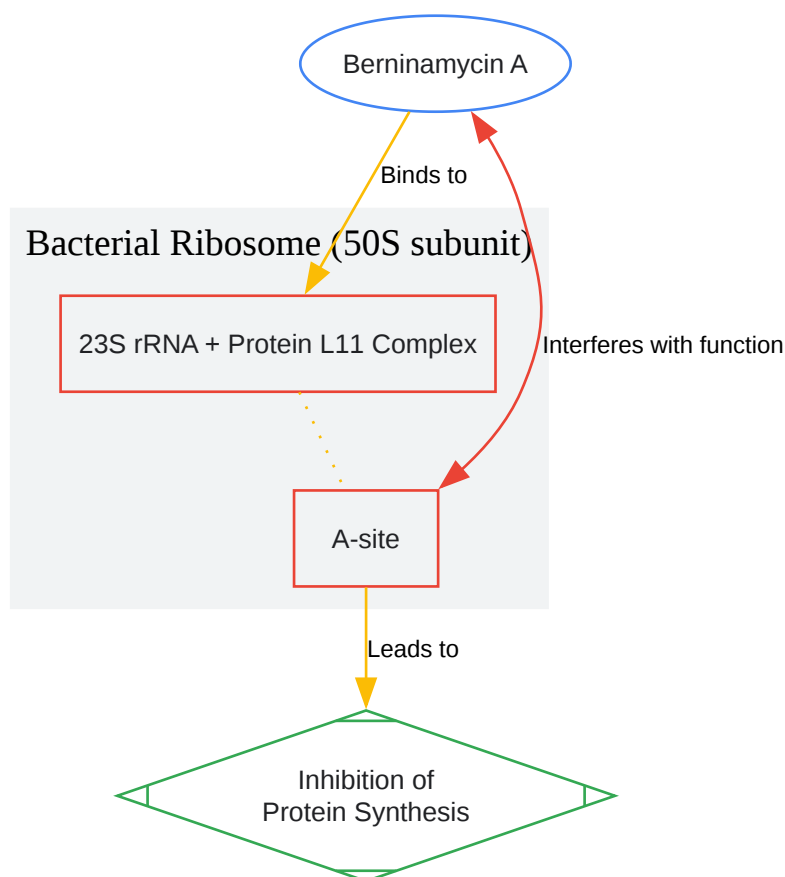 Berninamycin A
Binds to
Bacterial Ribosome (50S subunit)
23S rRNA + Protein L11 Complex
Interferes with function
A-site
Leads to
Inhibition of
Protein Synthesis